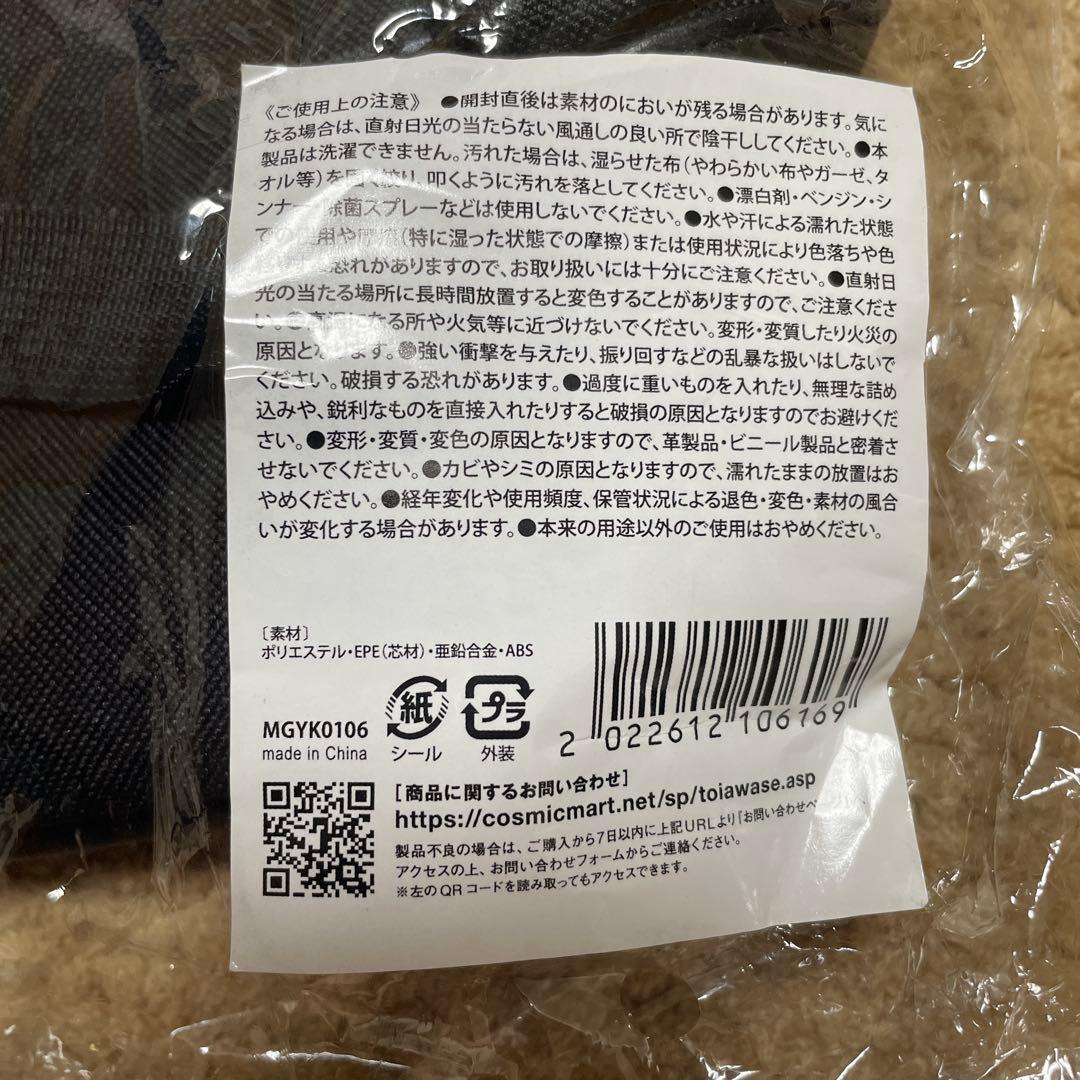 《ご使用上の注意》 ●開封直後は素材のにおいが残る場合があります。気に
なる場合は、直射日光の当たらない風通しの良い所で陰干ししてください。●本
製品は洗濯できません。汚れた場合は、湿らせた布(やわらかい布やガーゼ、タ
オル等)を固く絞り、叩くように汚れを落としてください。●漂白剤・ベンジン・シ
ンナー・除菌スプレーなどは使用しないでください。●水や汗による濡れた状態
での使用や摩擦(特に湿った状態での摩擦)または使用状況により色落ちや色
恐れがありますので、お取り扱いには十分にご注意ください。●直射日
光の当たる場所に長時間放置すると変色することがありますので、ご注意くださ
い。●高温になる所や火気等に近づけないでください。変形・変質したり火災の
原因となります。●強い衝撃を与えたり、振り回すなどの乱暴な扱いはしないで
ください。破損する恐れがあります。●過度に重いものを入れたり、無理な詰め
込みや、鋭利なものを直接入れたりすると破損の原因となりますのでお避けくだ
さい。●変形・変質・変色の原因となりますので、革製品・ビニール製品と密着さ
せないでください。●カビやシミの原因となりますので、濡れたままの放置はお
やめください。●経年変化や使用頻度、保管状況による退色・変色・素材の風合
いが変化する場合があります。●本来の用途以外のご使用はおやめください。
[素材]
ポリエステル・EPE(芯材)・亜鉛合金・ABS
MGYK0106
made in China
紙
シール
プラ
外装
2 022612 106169
[商品に関するお問い合わせ]
https://cosmicmart.net/sp/toiawase.asp
製品不良の場合は、ご購入から7日以内に上記URLより「お問い合わせページ」へ
アクセスの上、お問い合わせフォームからご連絡ください。
※左のQRコードを読み取ってもアクセスできます。